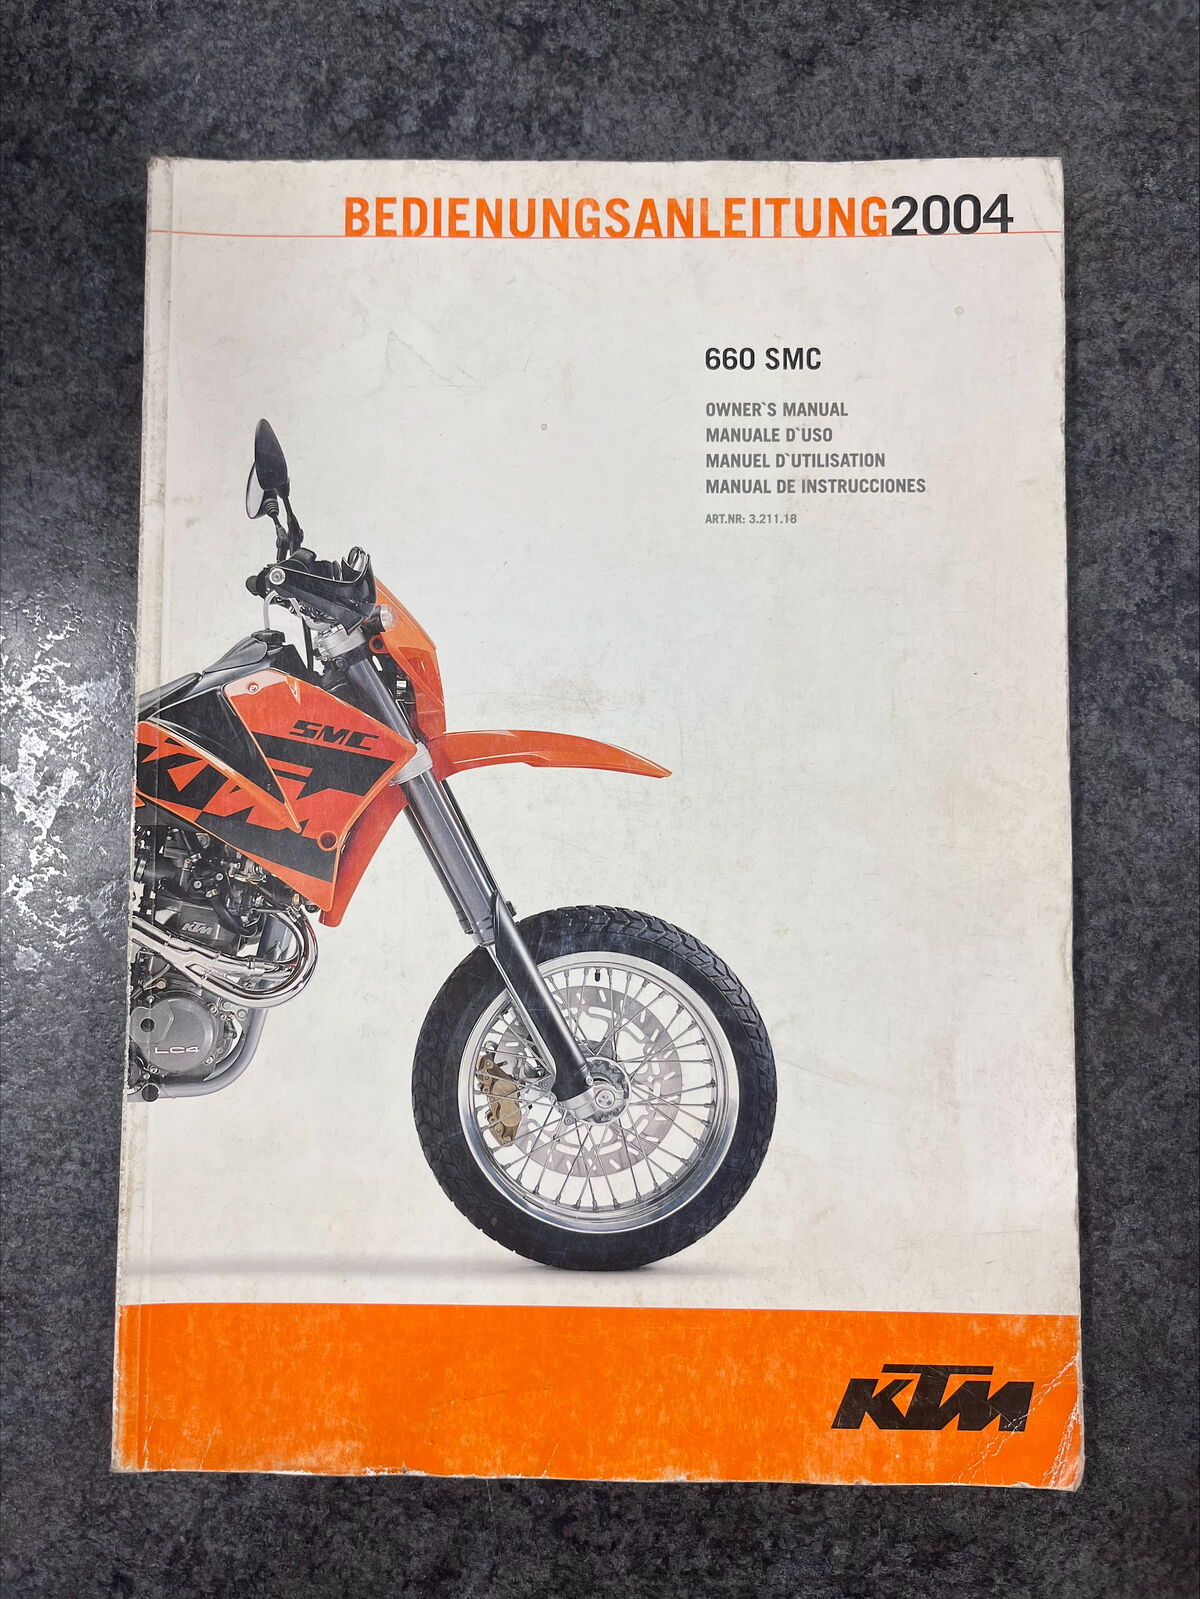 BEDIENUNGSANLEITUNG2004
660 SMC
OWNER`S MANUAL
MANUALE D`USO
MANUEL D`UTILISATION
MANUAL DE INSTRUCCIONES
ART.NR: 3.211.18
SMC
KTM
KTM
LC4
KTM